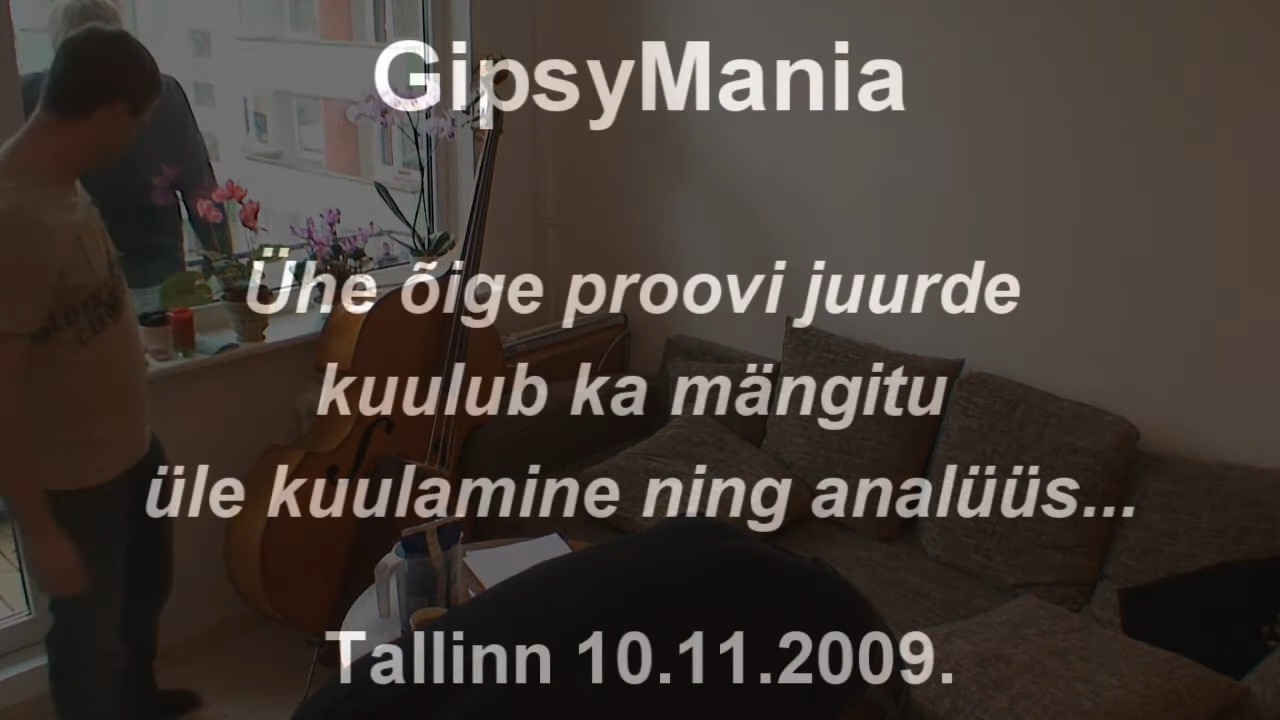 GipsyMania
Ühe õige proovi juurde
kuulub ka mängitu
üle kuulamine ning analüüs...
Tallinn 10.11.2009.